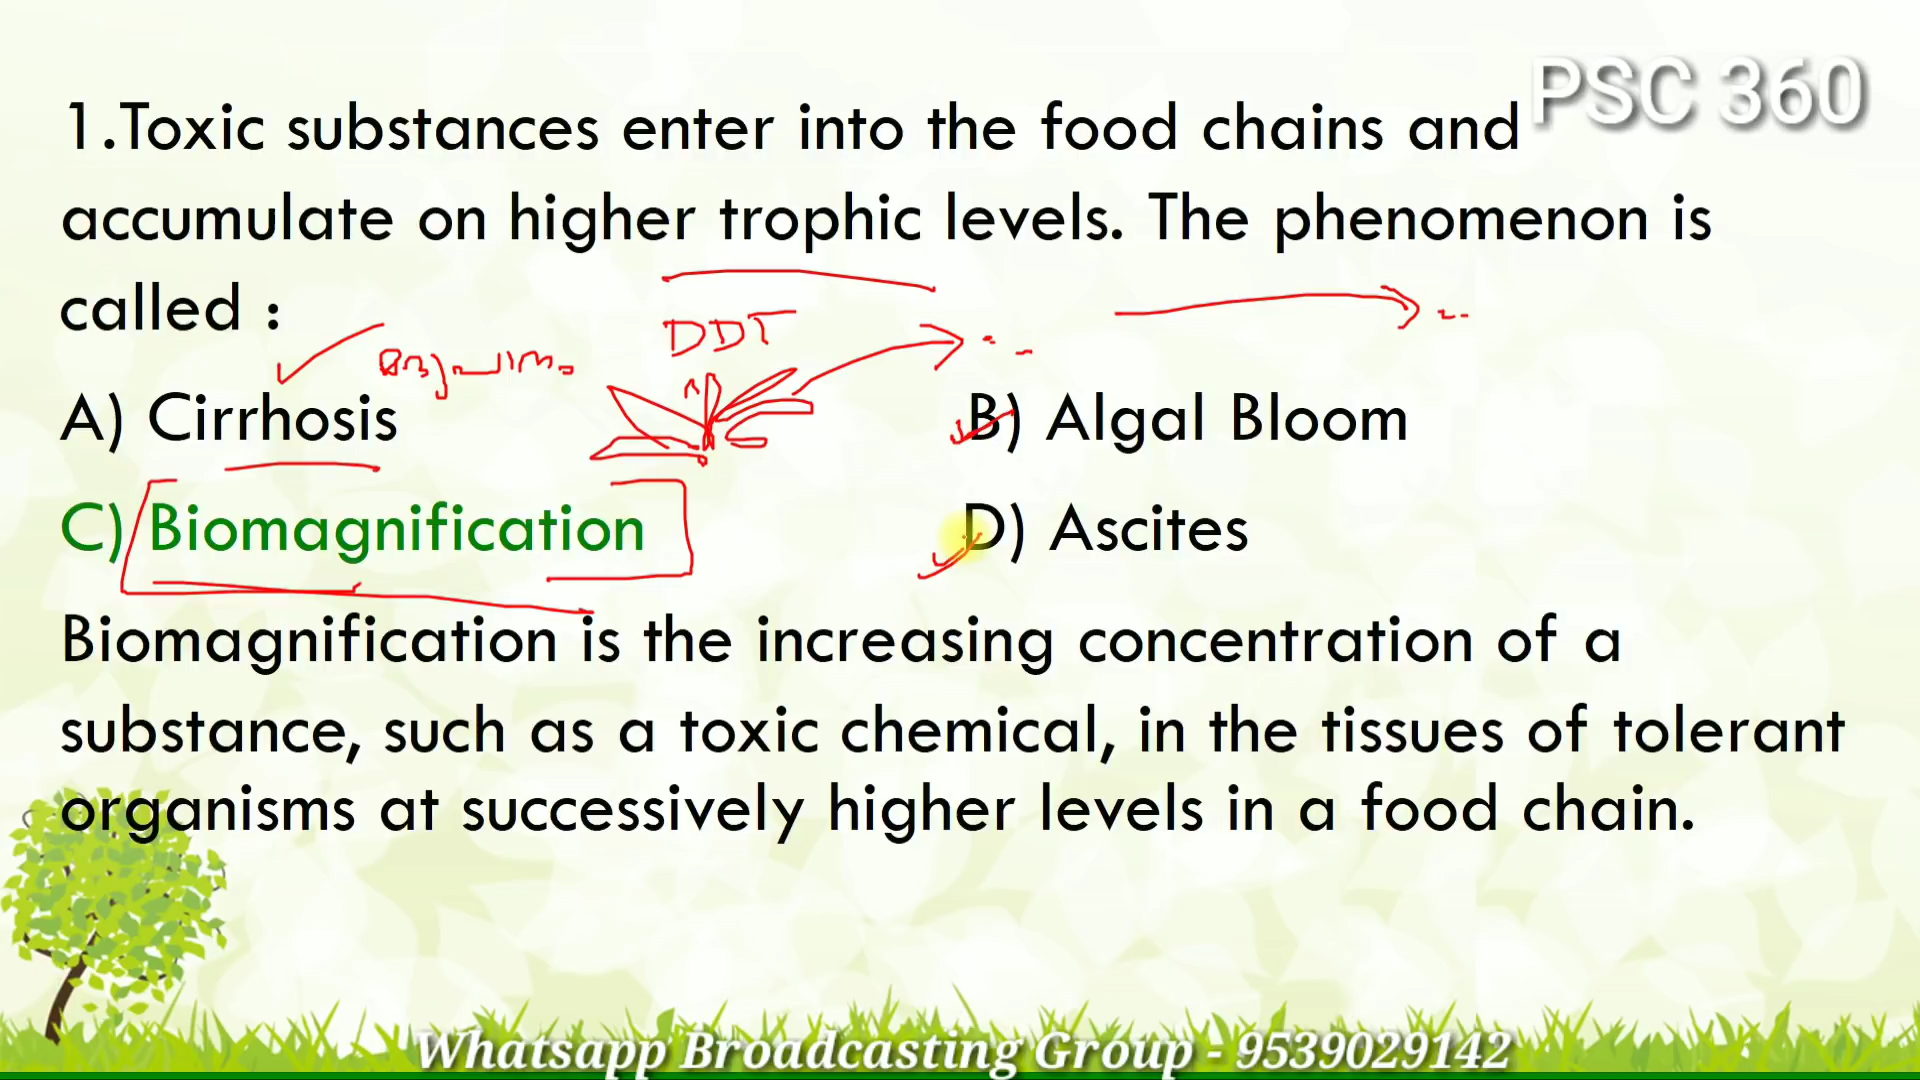 PSC 360
1.Toxic substances enter into the food chains and
accumulate on higher trophic levels. The phenomenon is
called :
DDT
A) Cirrhosis
B) Algal Bloom
C) Biomagnification
D) Ascites
Biomagnification is the increasing concentration of a
substance, such as a toxic chemical, in the tissues of tolerant
organisms at successively higher levels in a food chain.
Whatsapp Broadcasting Group - 9539029142